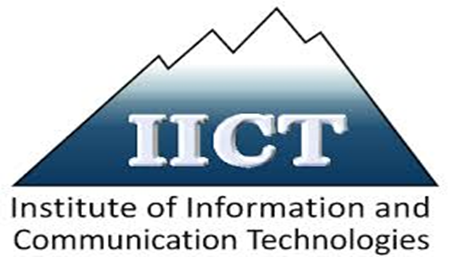 IICT
Institute of Information and
Communication Technologies